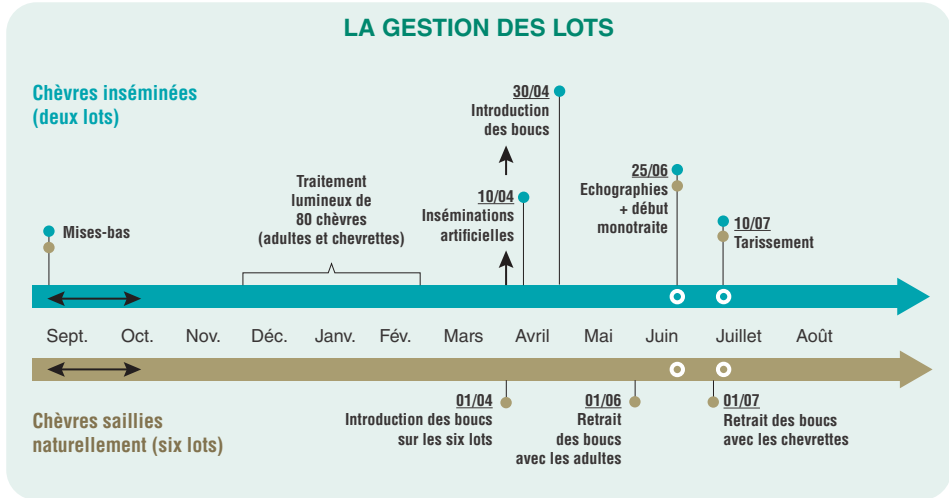 LA GESTION DES LOTS
Chèvres inséminées
(deux lots)
30/04
Introduction
des boucs
Traitement
lumineux de
80 chèvres
(adultes et chevrettes)
10/04
Inséminations
artificielles
25/06
Echographies
+ début
monotraite
Mises-bas
10/07
Tarissement
Sept. Oct. Nov. Déc. Janv. Fév. Mars Avril Mai Juin Juillet Août
Chèvres saillies
naturellement (six lots)
01/04
Introduction des boucs
sur les six lots
01/06
Retrait
des boucs
avec les adultes
01/07
Retrait des boucs
avec les chevrettes